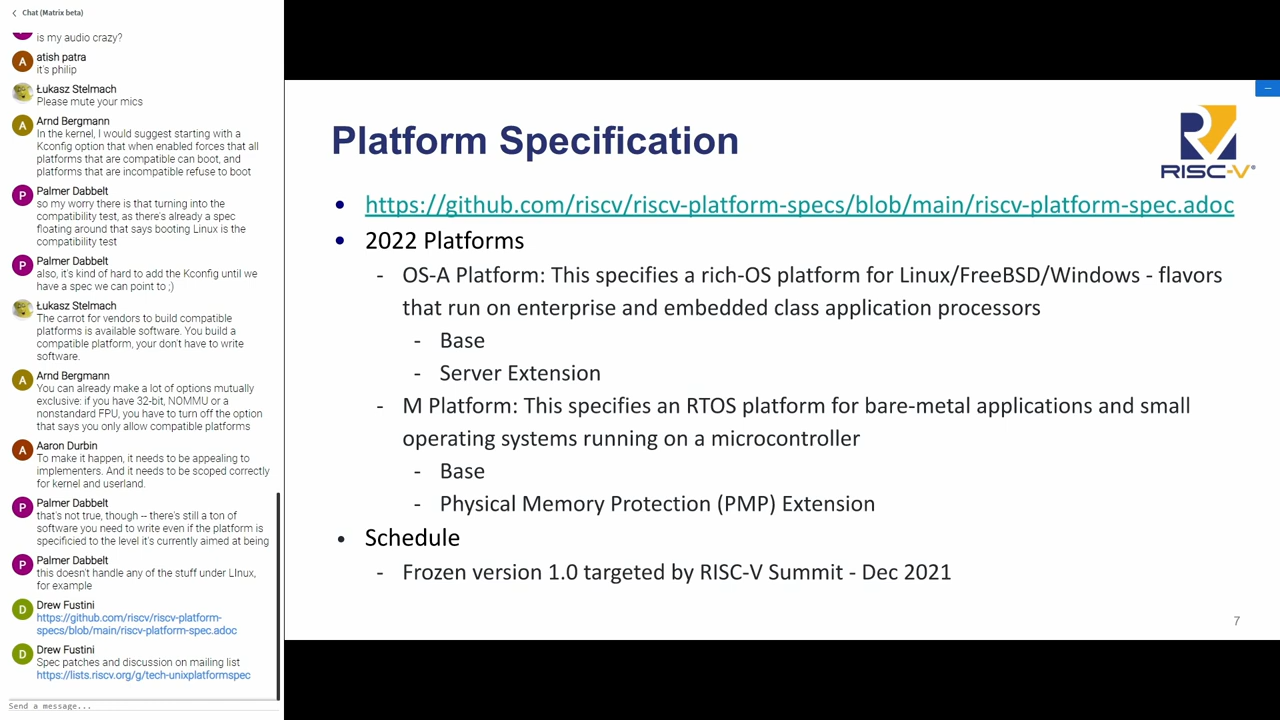 Chat (Matrix beta)
is my audio crazy?
A
atish patra
it's philip
Łukasz Stelmach
Please mute your mics
A
Arnd Bergmann
In the kernel, I would suggest starting with a
Kconfig option that when enabled forces that all
platforms that are compatible can boot, and
platforms that are incompatible refuse to boot
P
Palmer Dabbelt
so my worry there is that turning into the
compatibility test, as there's already a spec
floating around that says booting Linux is the
compatibility test
P
Palmer Dabbelt
also, it's kind of hard to add the Kconfig until we
have a spec we can point to ;)
Łukasz Stelmach
The carrot for vendors to build compatible
platforms is available software. You build a
compatible platform, your don't have to write
software.
A
Arnd Bergmann
You can already make a lot of options mutually
exclusive: if you have 32-bit, NOMMU or a
nonstandard FPU, you have to turn off the option
that says you only allow compatible platforms
A
Aaron Durbin
To make it happen, it needs to be appealing to
implementers. And it needs to be scoped correctly
for kernel and userland.
P
Palmer Dabbelt
that's not true, though -- there's still a ton of
software you need to write even if the platform is
specificied to the level it's currently aimed at being
P
Palmer Dabbelt
this doesn't handle any of the stuff under LInux,
for example
D
Drew Fustini
https://github.com/riscv/riscv-platform-
specs/blob/main/riscv-platform-spec.adoc
D
Drew Fustini
Spec patches and discussion on mailing list
https://lists.riscv.org/g/tech-unixplatformspec
Send a message...
Platform Specification
RISC-V®
• https://github.com/riscv/riscv-platform-specs/blob/main/riscv-platform-spec.adoc
• 2022 Platforms
- OS-A Platform: This specifies a rich-OS platform for Linux/FreeBSD/Windows - flavors
that run on enterprise and embedded class application processors
- Base
- Server Extension
- M Platform: This specifies an RTOS platform for bare-metal applications and small
operating systems running on a microcontroller
- Base
- Physical Memory Protection (PMP) Extension
• Schedule
- Frozen version 1.0 targeted by RISC-V Summit - Dec 2021
7